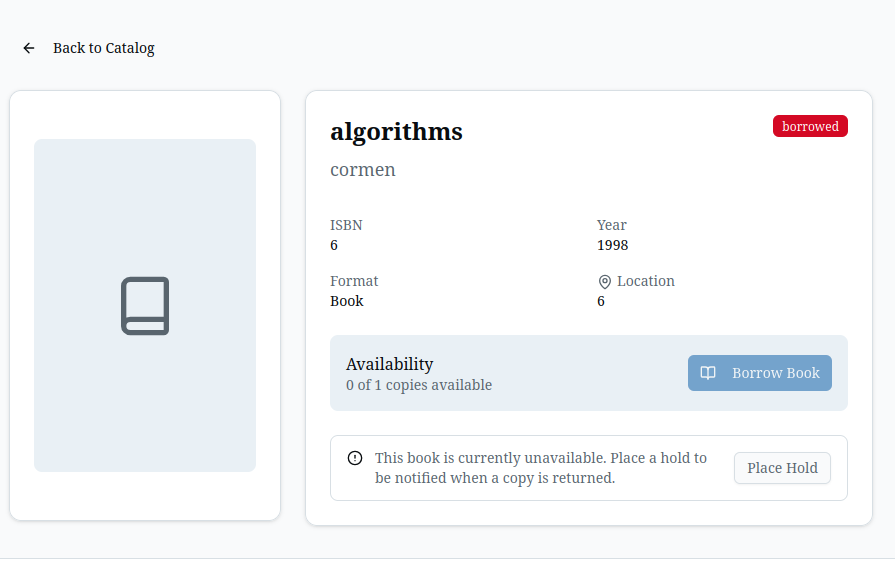 Back to Catalog
algorithms
borrowed
cormen
ISBN
6
Year
1998
Format
Book
Location
6
Availability
0 of 1 copies available
Borrow Book
This book is currently unavailable. Place a hold to
be notified when a copy is returned.
Place Hold